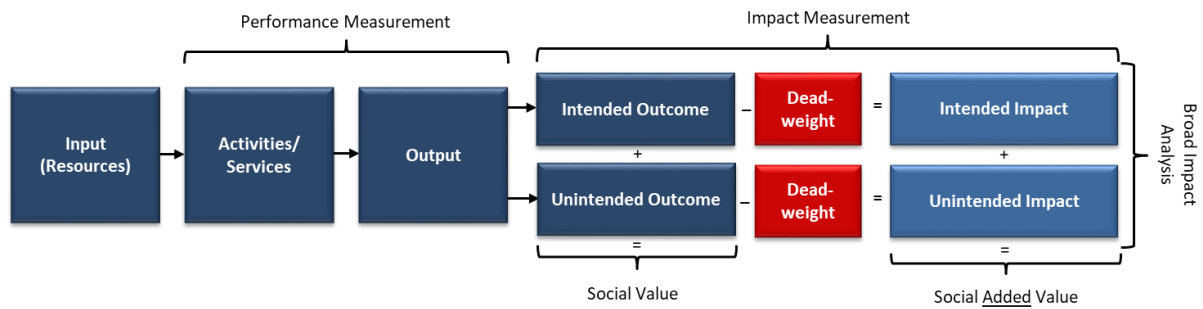 Performance Measurement
Impact Measurement
Input
(Resources)
Activities/
Services
Output
Intended Outcome
–
Dead-
weight
=
Intended Impact
+
+
Unintended Outcome
–
Dead-
weight
=
Unintended Impact
=
=
Social Value
Social Added Value
Broad Impact
Analysis